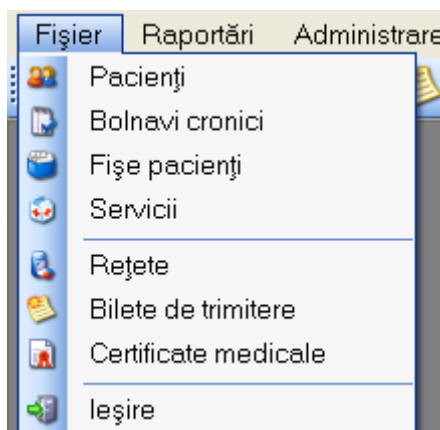 Fişier Raportări Administrare
Pacienţi
Bolnavi cronici
Fişe pacienţi
Servicii
Reţete
Bilete de trimitere
Certificate medicale
Ieşire